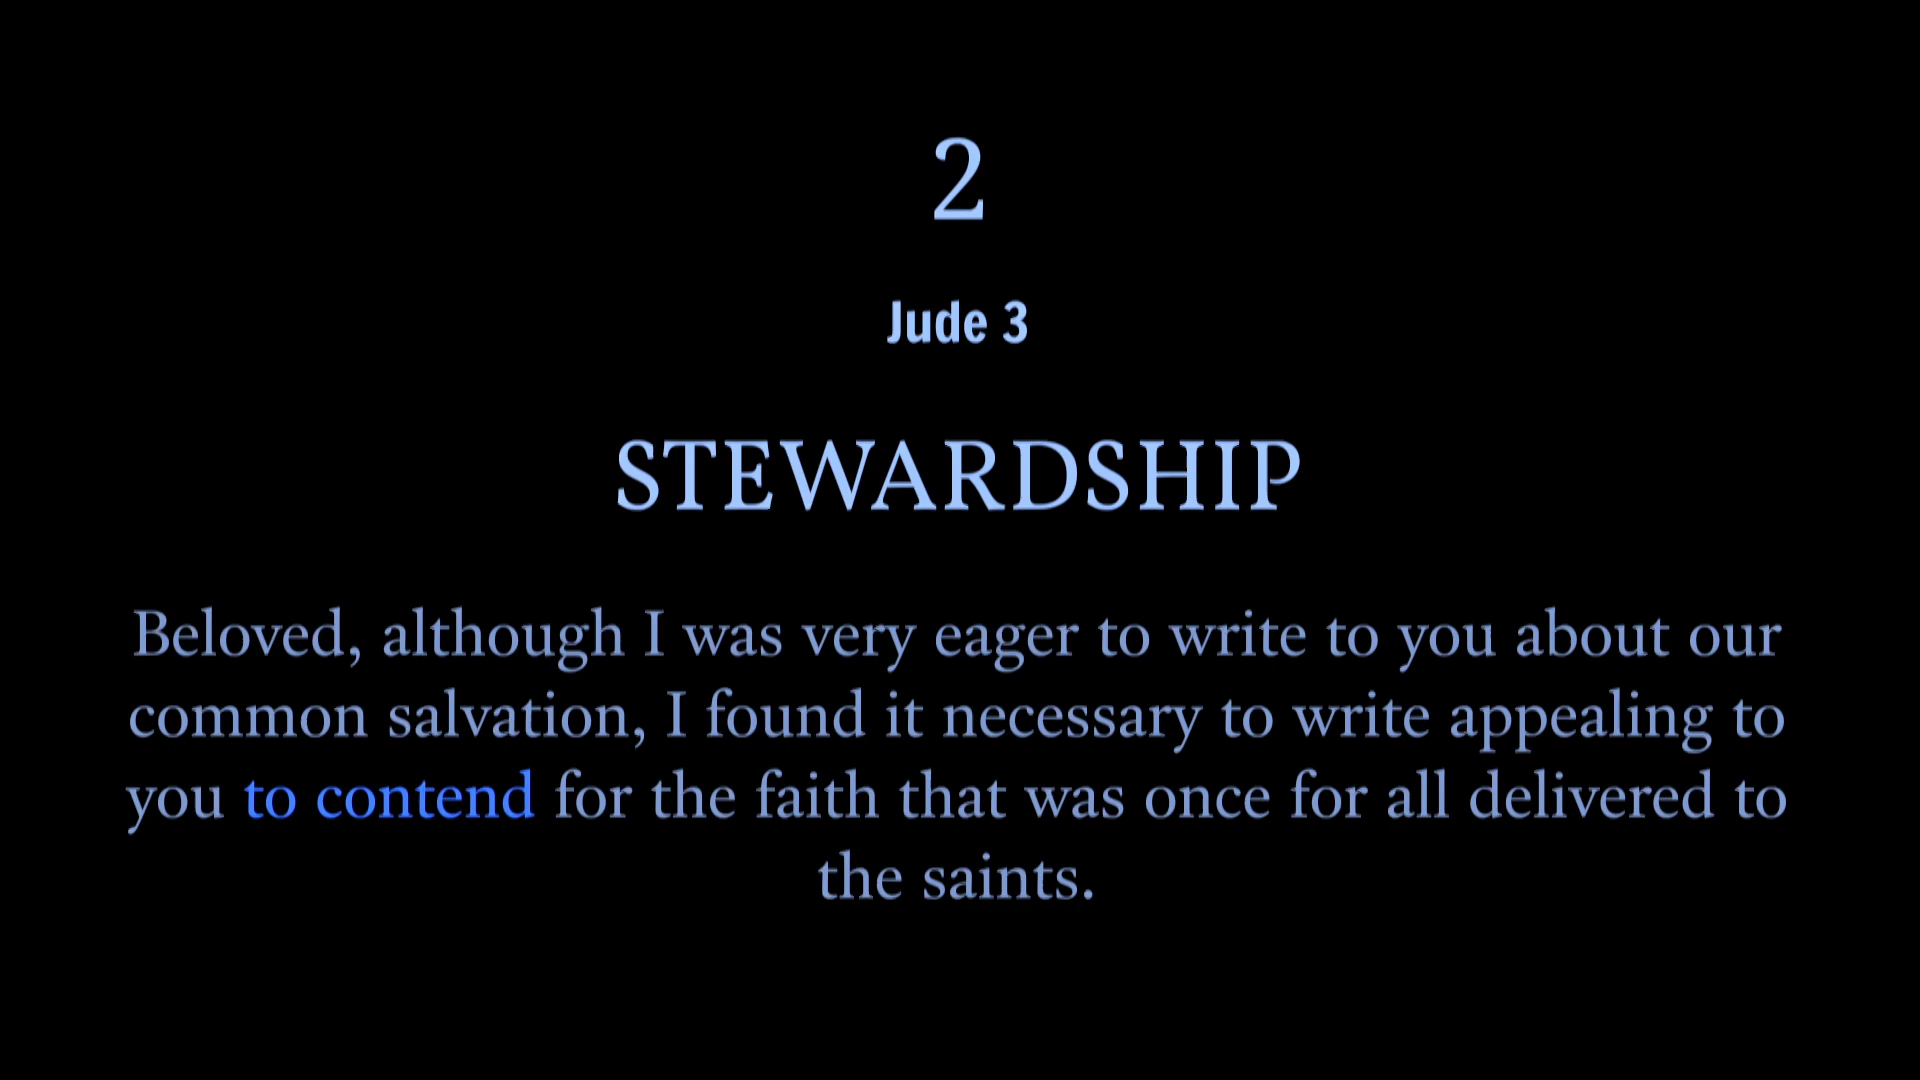 2
Jude 3
STEWARDSHIP
Beloved, although I was very eager to write to you about our
common salvation, I found it necessary to write appealing to
you to contend for the faith that was once for all delivered to
the saints.